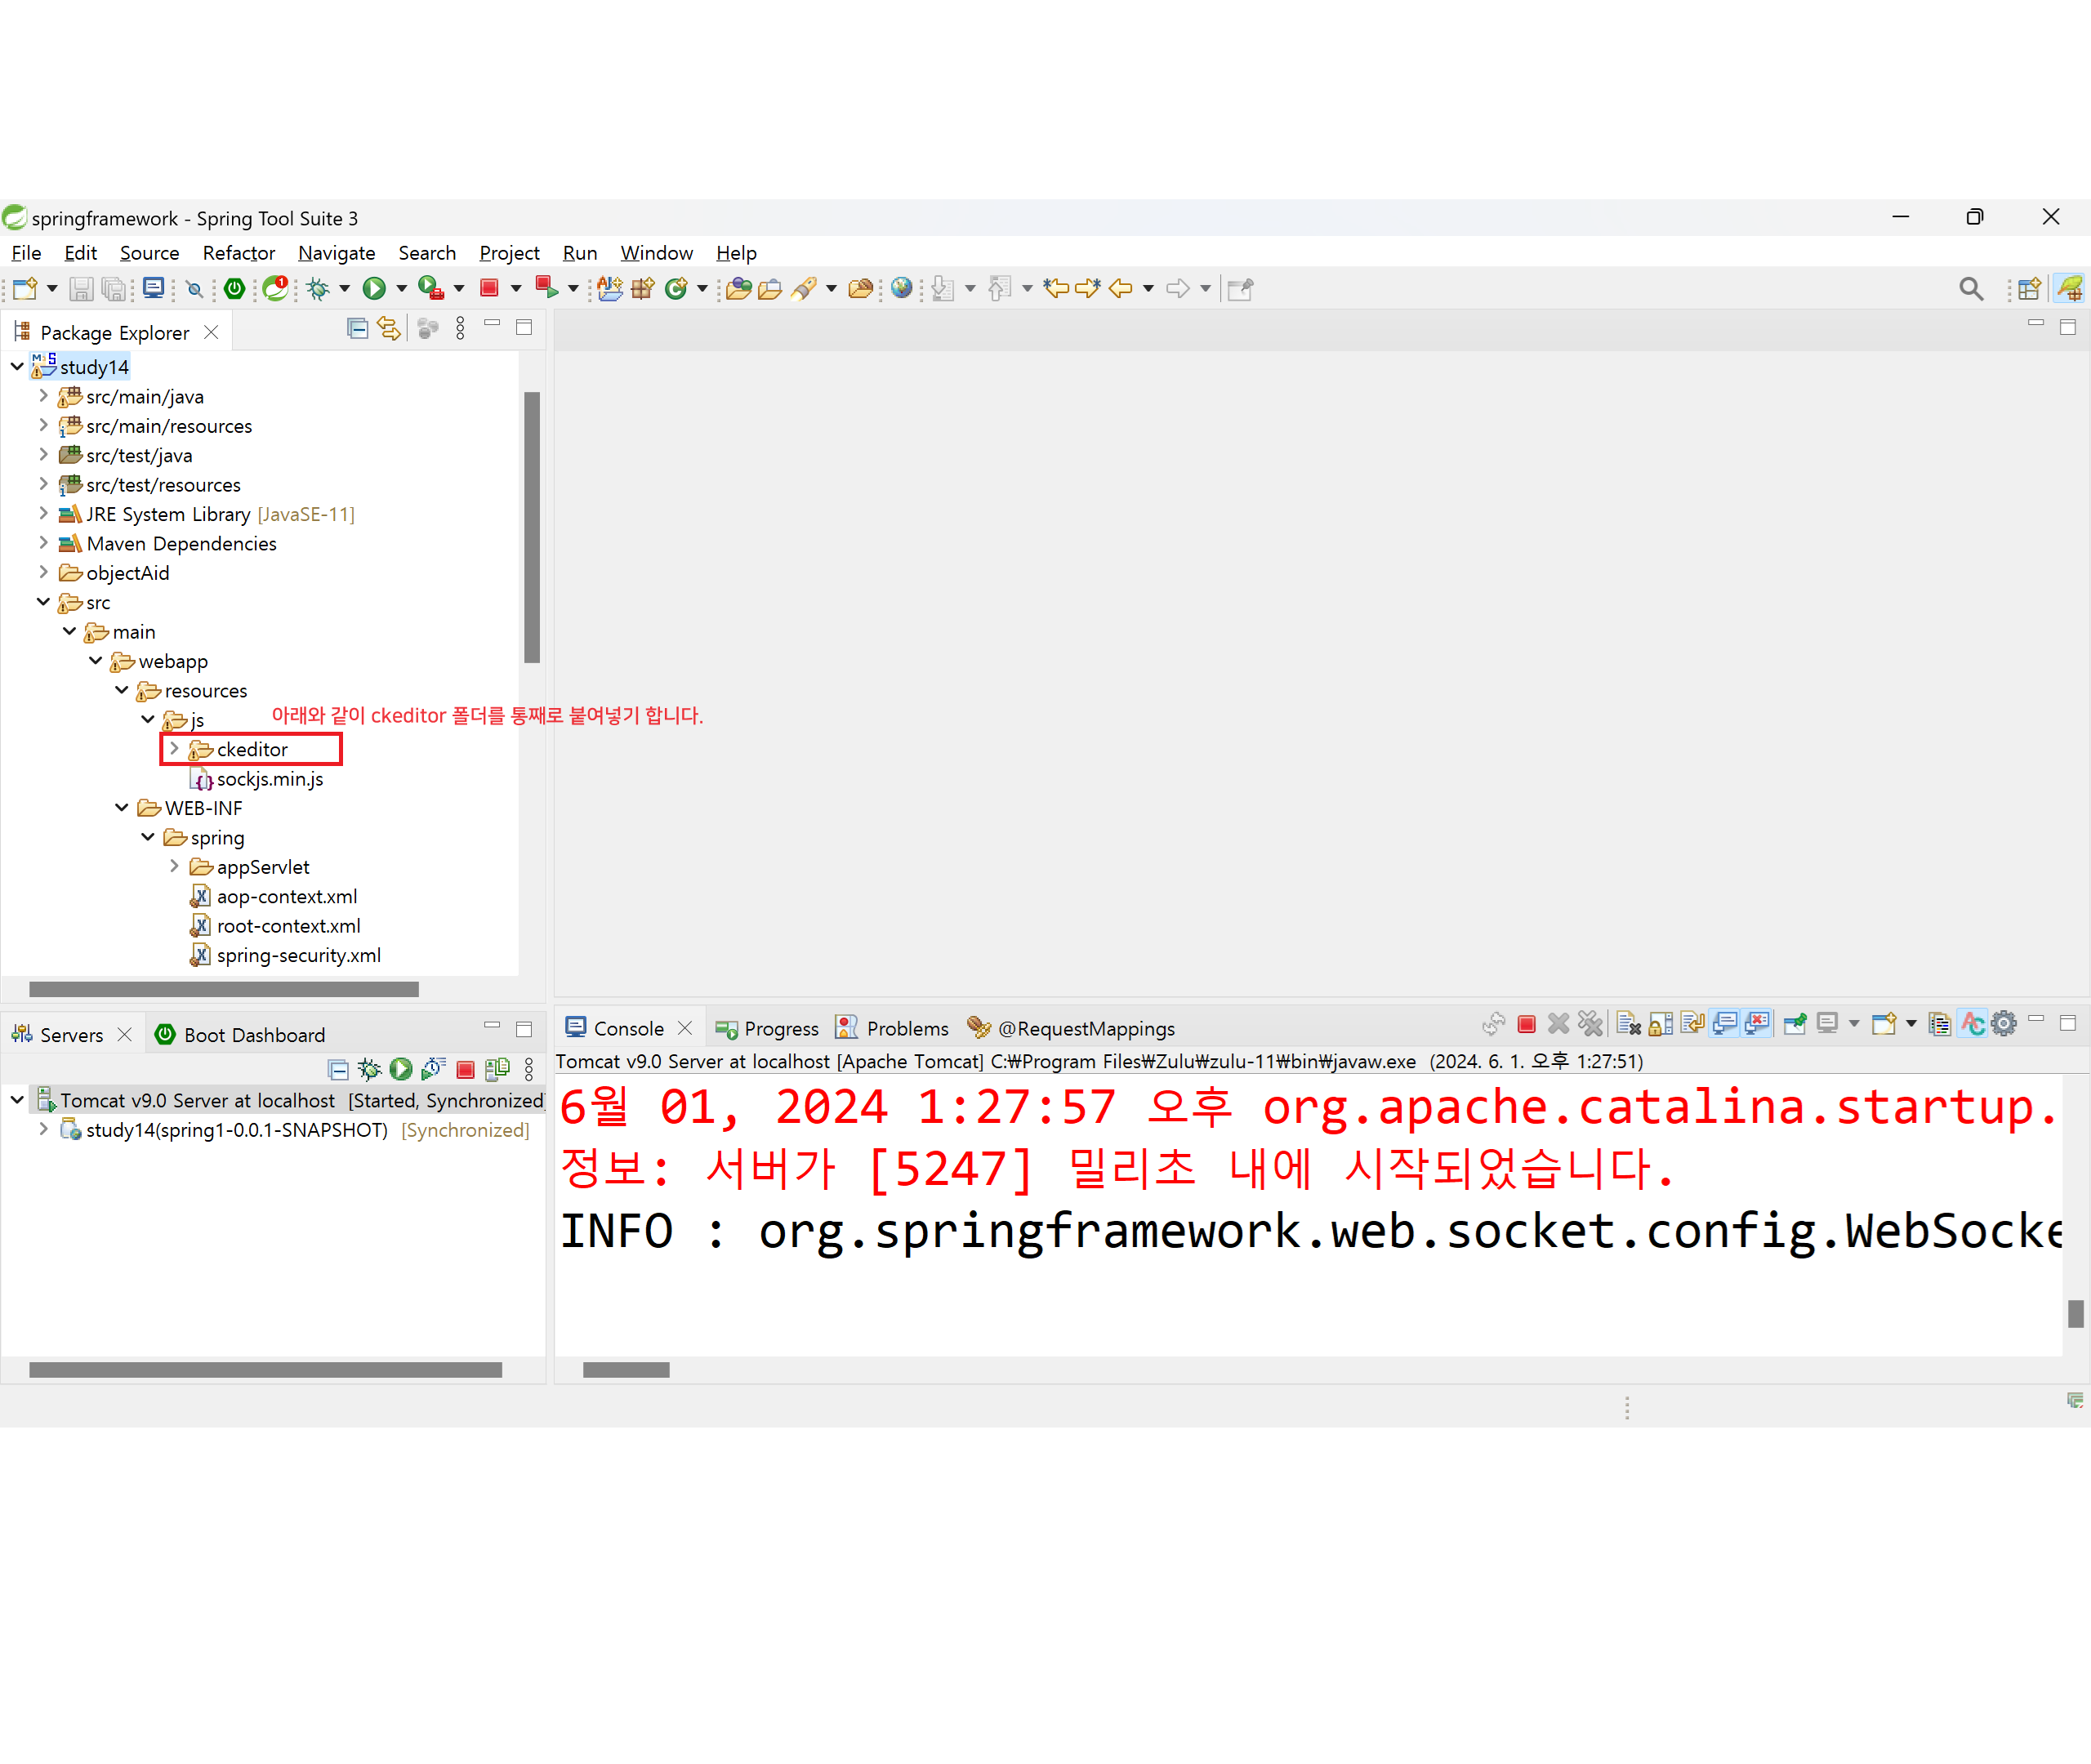 springframework - Spring Tool Suite 3
File Edit Source Refactor Navigate Search Project Run Window Help
Package Explorer
study14
src/main/java
src/main/resources
src/test/java
src/test/resources
JRE System Library [JavaSE-11]
Maven Dependencies
objectAid
src
main
webapp
resources
js
아래와 같이 ckeditor 폴더를 통째로 붙여넣기 합니다.
ckeditor
sockjs.min.js
WEB-INF
spring
appServlet
aop-context.xml
root-context.xml
spring-security.xml
Servers Boot Dashboard
Tomcat v9.0 Server at localhost [Started, Synchronized]
study14(spring1-0.0.1-SNAPSHOT) [Synchronized]
Console Progress Problems @RequestMappings
Tomcat v9.0 Server at localhost [Apache Tomcat] C:₩Program Files₩Zulu₩zulu-11₩bin₩javaw.exe (2024. 6. 1. 오후 1:27:51)
6월 01, 2024 1:27:57 오후 org.apache.catalina.startup.
정보: 서버가 [5247] 밀리초 내에 시작되었습니다.
INFO : org.springframework.web.socket.config.WebSocke